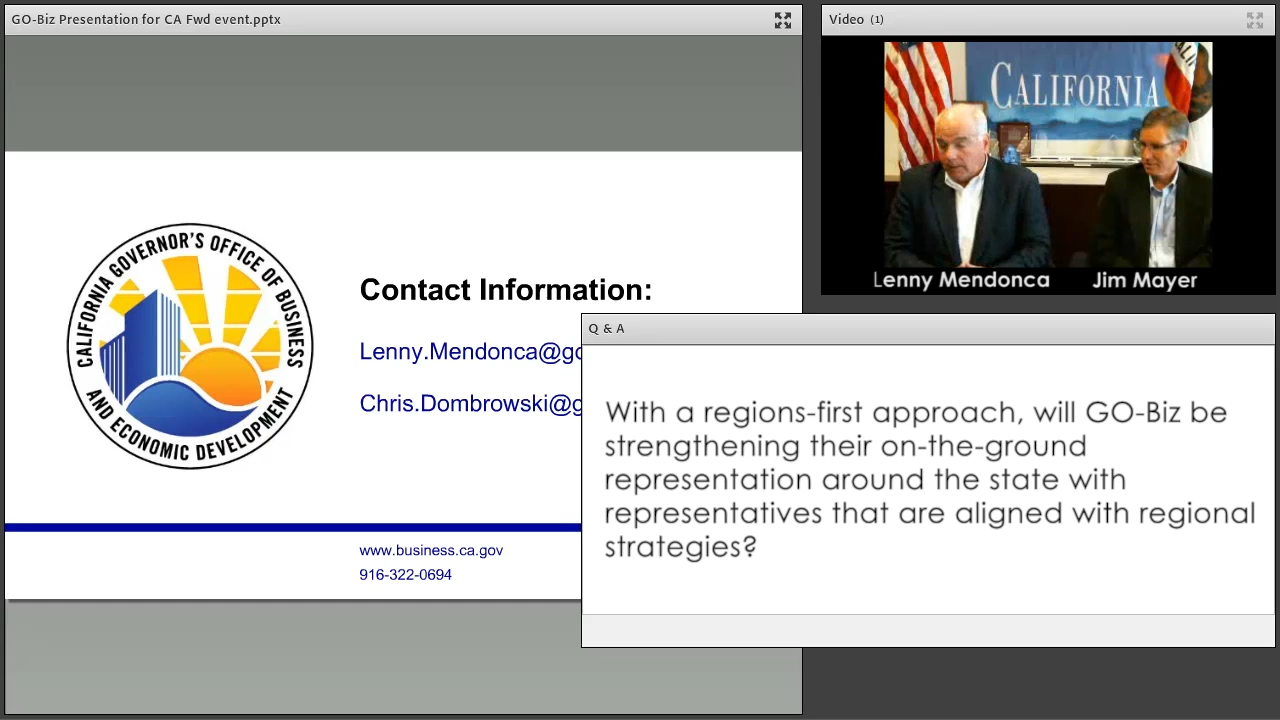 GO-Biz Presentation for CA Fwd event.pptx
CALIFORNIA GOVERNOR'S OFFICE OF BUSINESS
AND ECONOMIC DEVELOPMENT
Contact Information:
Lenny.Mendonca@go
Chris.Dombrowski@g
www.business.ca.gov
916-322-0694
Video (1)
CALIFORNIA
Lenny Mendonca
Jim Mayer
Q & A
With a regions-first approach, will GO-Biz be
strengthening their on-the-ground
representation around the state with
representatives that are aligned with regional
strategies?